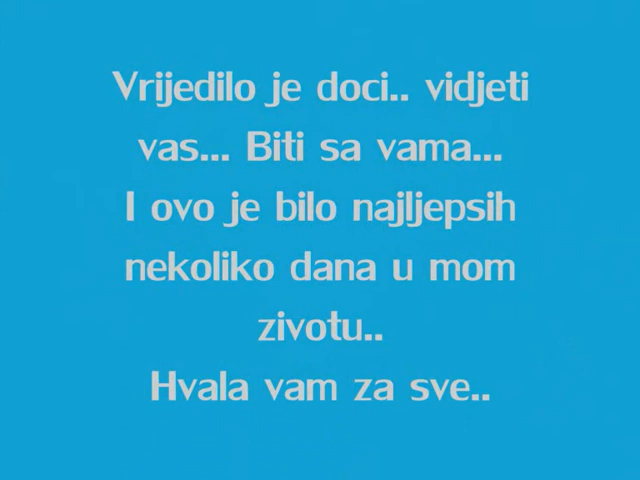 Vrijedilo je doci.. vidjeti
vas... Biti sa vama...
I ovo je bilo najljepsih
nekoliko dana u mom
zivotu..
Hvala vam za sve..